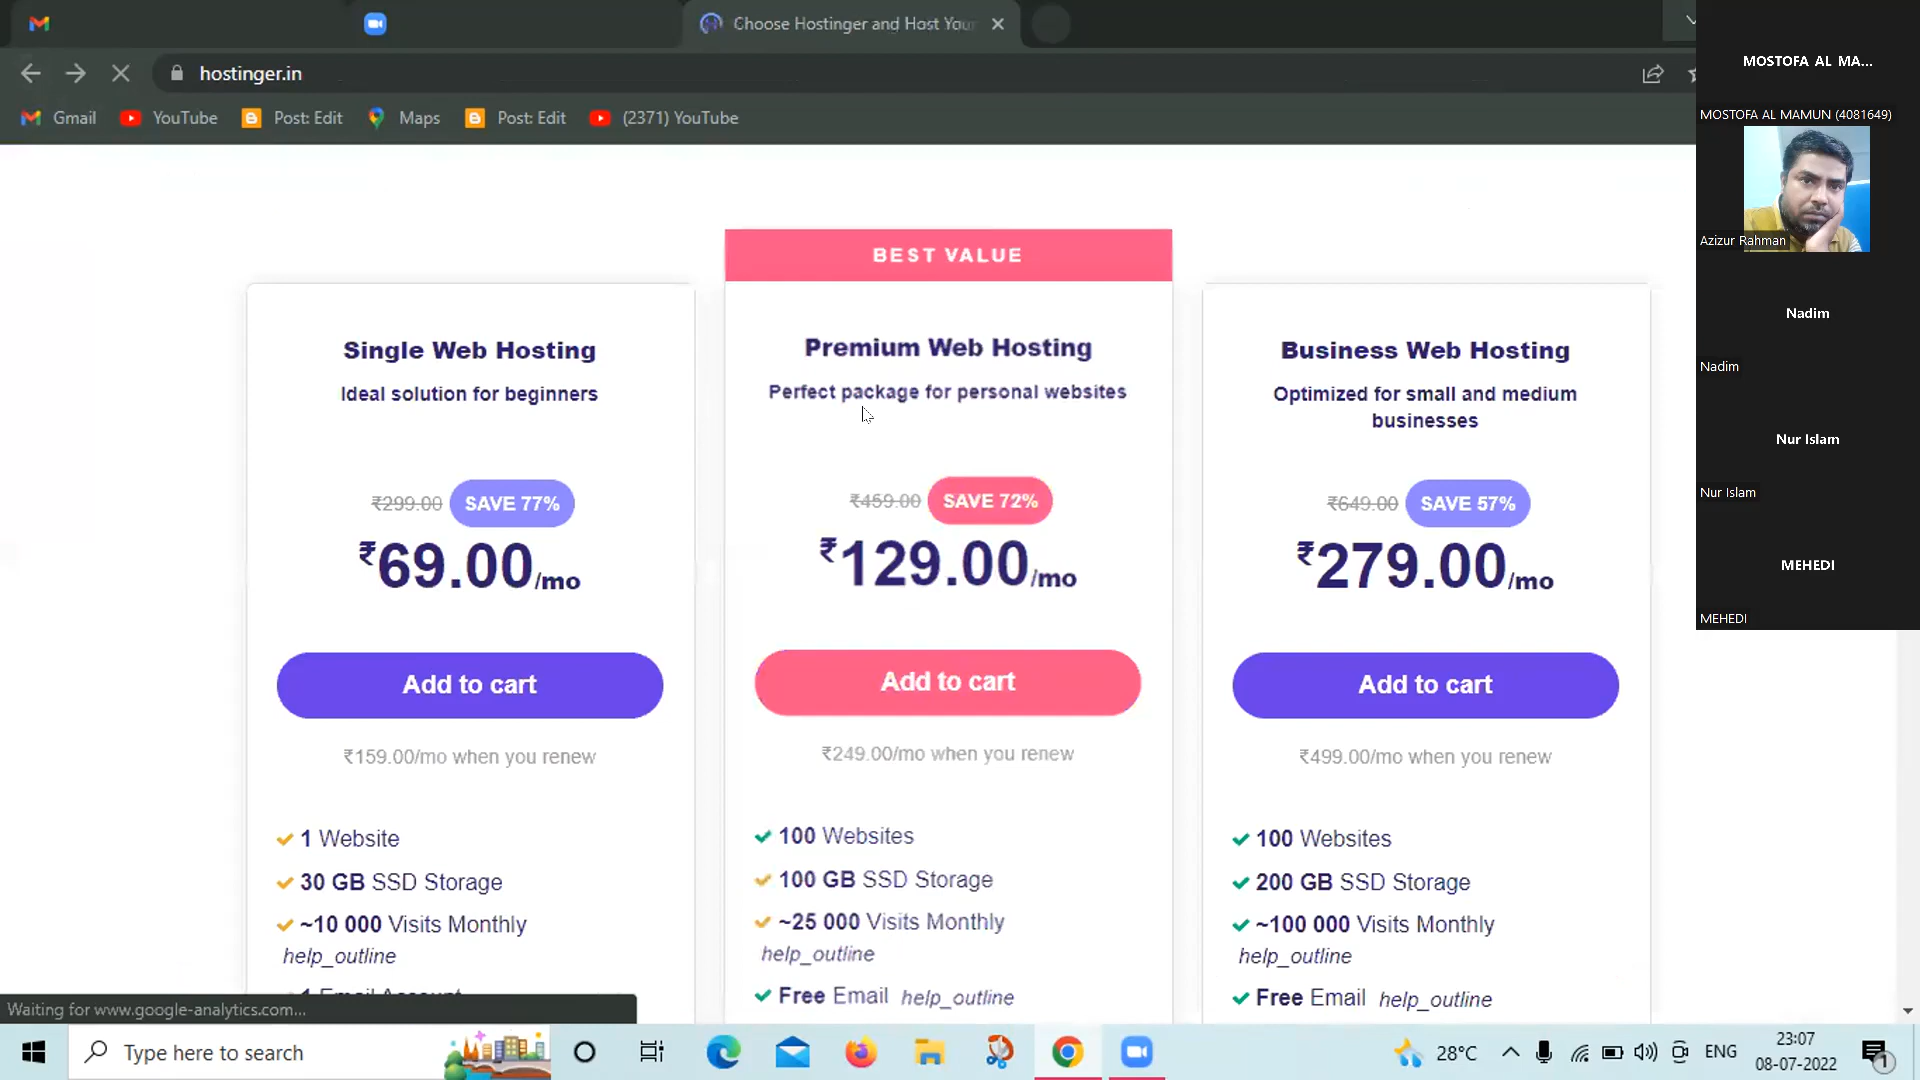 Choose Hostinger and Host Your
hostinger.in
Gmail
YouTube
Post: Edit
Maps
Post: Edit
(2371) YouTube
MOSTOFA AL MA...
MOSTOFA AL MAMUN (4081649)
Azizur Rahman
Nadim
Nadim
Nur Islam
Nur Islam
MEHEDI
MEHEDI
Single Web Hosting
Ideal solution for beginners
₹299.00 SAVE 77%
₹69.00/mo
Add to cart
₹159.00/mo when you renew
1 Website
30 GB SSD Storage
~10 000 Visits Monthly
help_outline
1 Email Account
BEST VALUE
Premium Web Hosting
Perfect package for personal websites
₹459.00 SAVE 72%
₹129.00/mo
Add to cart
₹249.00/mo when you renew
100 Websites
100 GB SSD Storage
~25 000 Visits Monthly
help_outline
Free Email help_outline
Business Web Hosting
Optimized for small and medium
businesses
₹649.00 SAVE 57%
₹279.00/mo
Add to cart
₹499.00/mo when you renew
100 Websites
200 GB SSD Storage
~100 000 Visits Monthly
help_outline
Free Email help_outline
Waiting for www.google-analytics.com...
Type here to search
28°C
ENG
23:07
08-07-2022
1